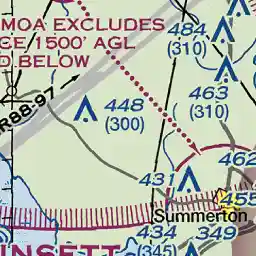 MOA EXCLUDES
CE 1500' AGL
D BELOW
484
(310)
463
(310)
448
(300)
R88-97
462
431
455
Summerton
434
(345)
349
INSETT